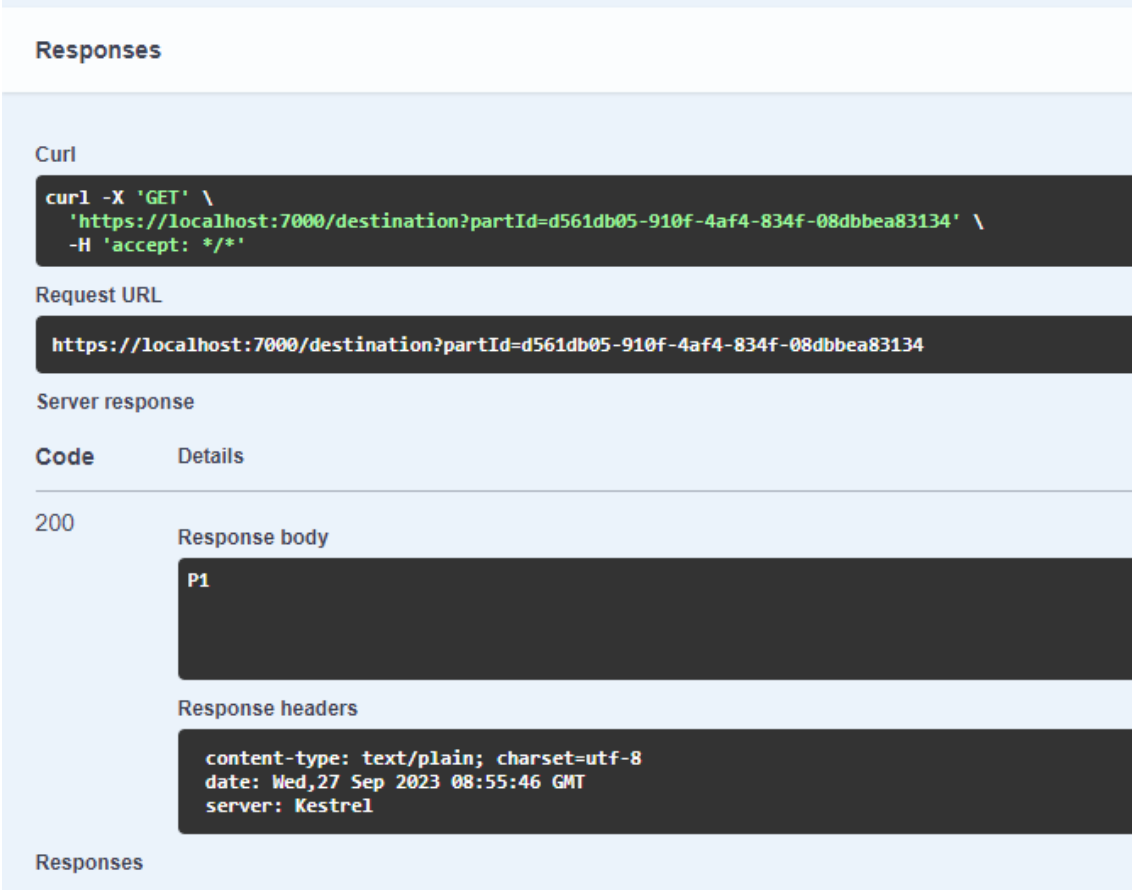 Responses
Curl
curl -X 'GET' \
'https://localhost:7000/destination?partId=d561db05-910f-4af4-834f-08dbbea83134' \
-H 'accept: */*'
Request URL
https://localhost:7000/destination?partId=d561db05-910f-4af4-834f-08dbbea83134
Server response
Code Details
200
Response body
P1
Response headers
content-type: text/plain; charset=utf-8
date: Wed,27 Sep 2023 08:55:46 GMT
server: Kestrel
Responses